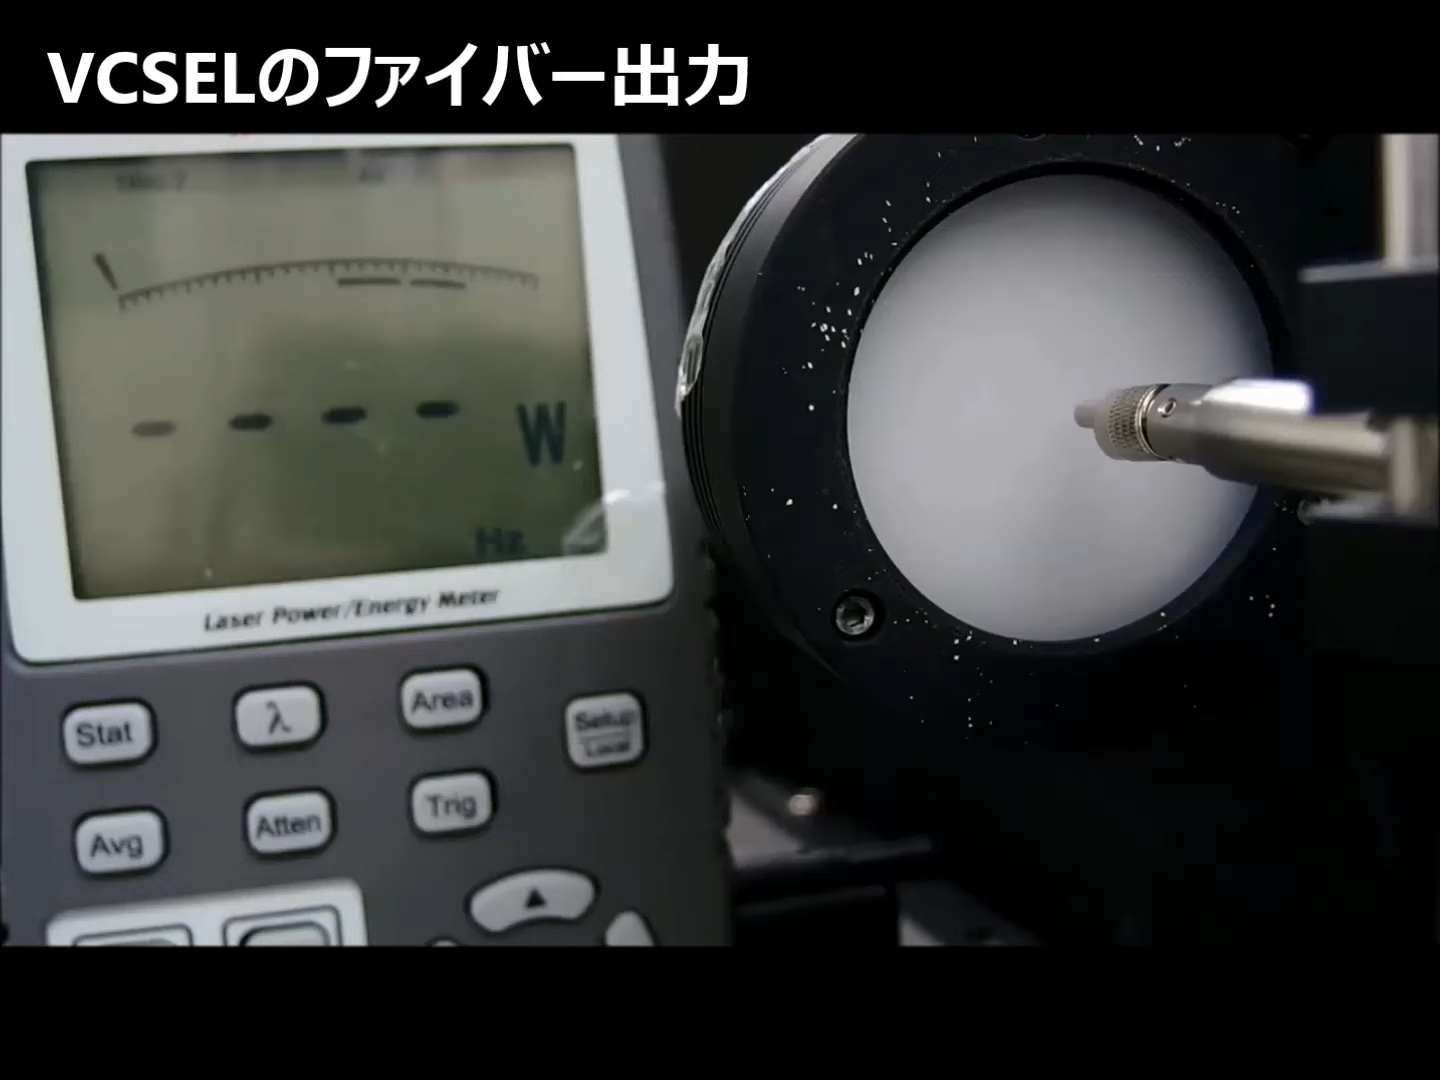 VCSELのファイバー出力
- - - - W
Hz
Laser Power/Energy Meter
Stat
λ
Area
Setup
Local
Avg
Atten
Trig
▲